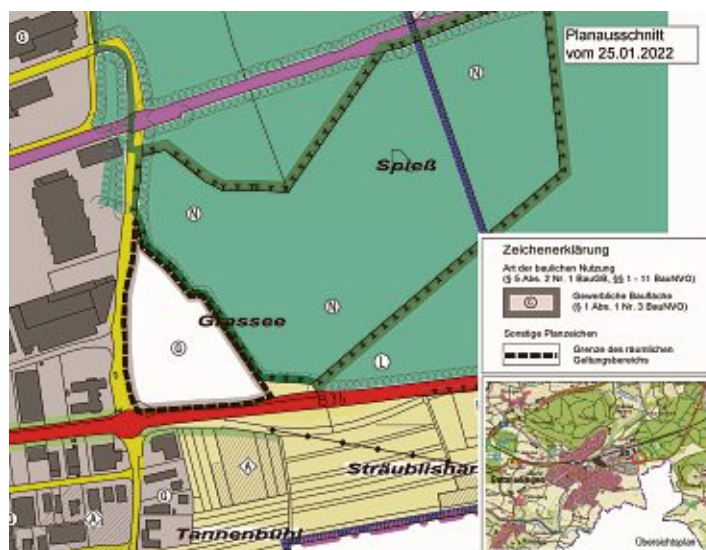 Planausschnitt
vom 25.01.2022
G
N
Spieß
N
N
Grossee
G
L
B34
Sträublishar
A
G
Tannenbühl
Zeichenerklärung
Art der baulichen Nutzung
(§ 5 Abs. 2 Nr. 1 BauGB, §§ 1 - 11 BauNVO)
G
Gewerbliche Baufläche
(§ 1 Abs. 1 Nr. 3 BauNVO)
Sonstige Planzeichen
Grenze des räumlichen
Geltungsbereichs
Übersichtsplan